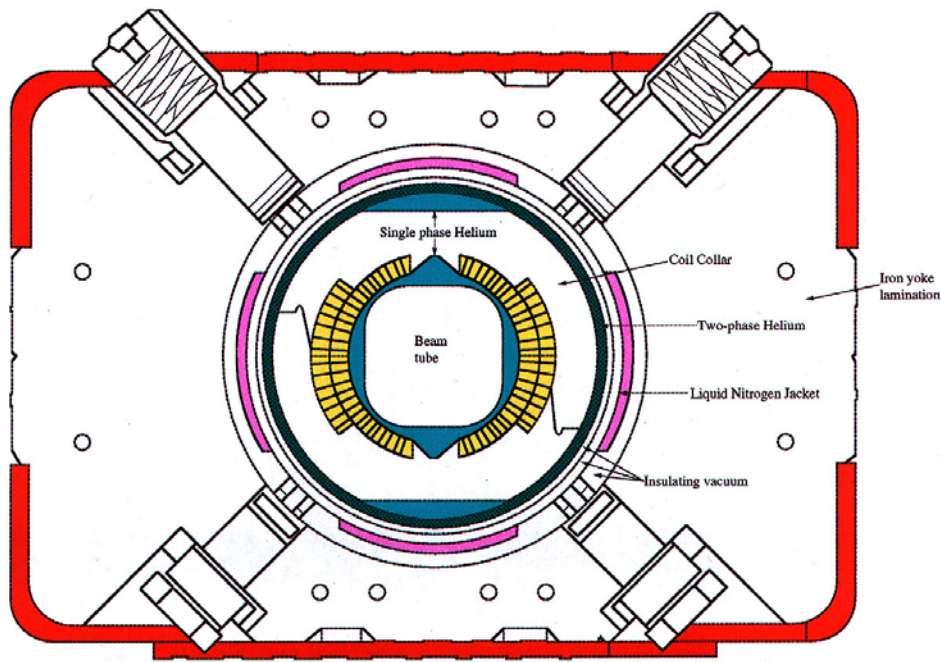 Single phase Helium
Coil Collar
Iron yoke
lamination
Two-phase Helium
Beam
tube
Liquid Nitrogen Jacket
Insulating vacuum